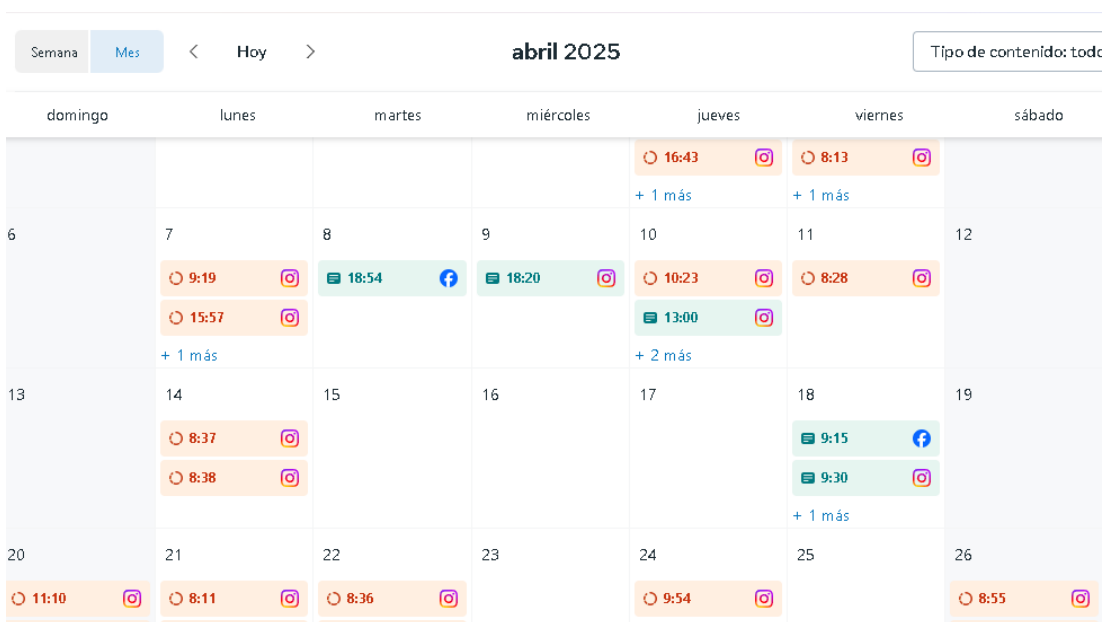 Semana Mes Hoy abril 2025 Tipo de contenido: todo
domingo lunes martes miércoles jueves viernes sábado
16:43 8:13
+ 1 más + 1 más
6 7 8 9 10 11 12
9:19 18:54 18:20 10:23 8:28
15:57 13:00
+ 1 más + 2 más
13 14 15 16 17 18 19
8:37 9:15
8:38 9:30
+ 1 más
20 21 22 23 24 25 26
11:10 8:11 8:36 9:54 8:55